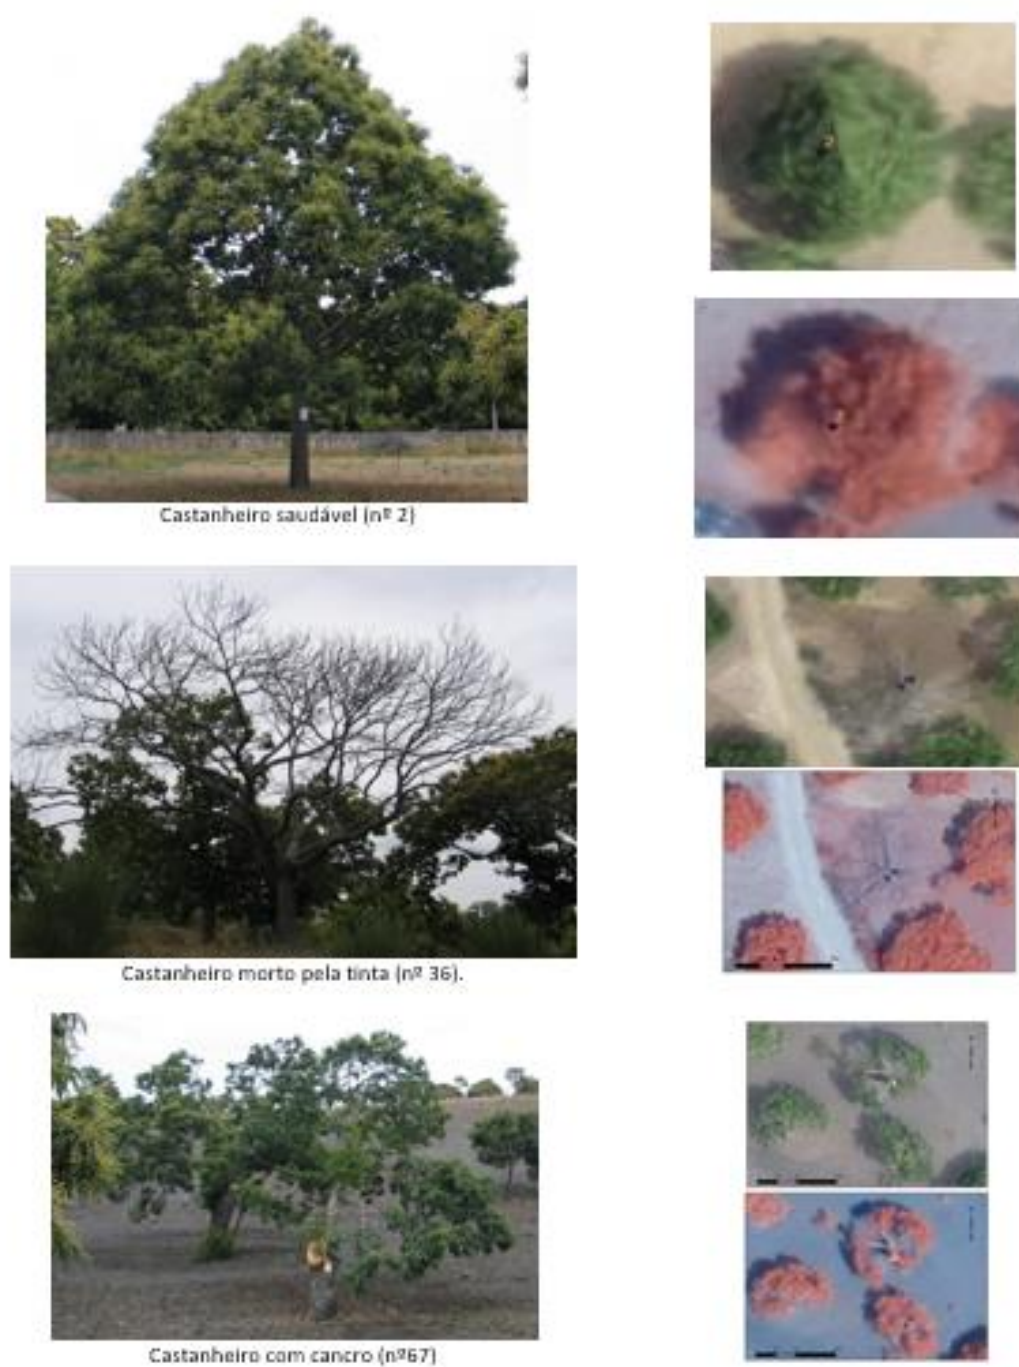 Castanheiro saudável (nº 2)
Castanheiro morto pela tinta (nº 36).
Castanheiro com cancro (nº67)